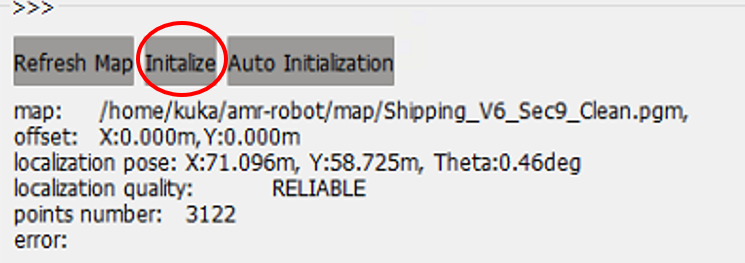 >>>
Refresh Map Initalize Auto Initialization
map: /home/kuka/amr-robot/map/Shipping_V6_Sec9_Clean.pgm,
offset: X:0.000m,Y:0.000m
localization pose: X:71.096m, Y:58.725m, Theta:0.46deg
localization quality: RELIABLE
points number: 3122
error: